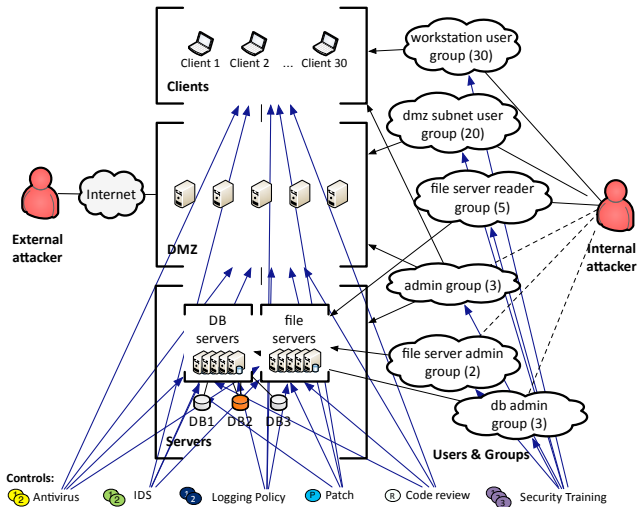 Client 1 Client 2 ... Client 30
Clients
workstation user
group (30)
dmz subnet user
group (20)
file server reader
group (5)
Internet
External
attacker
Internal
attacker
DMZ
admin group (3)
DB
servers
file
servers
file server admin
group (2)
db admin
group (3)
DB1 DB2 DB3
Servers
Users & Groups
Controls:
Antivirus
IDS
Logging Policy
P Patch
R Code review
Security Training